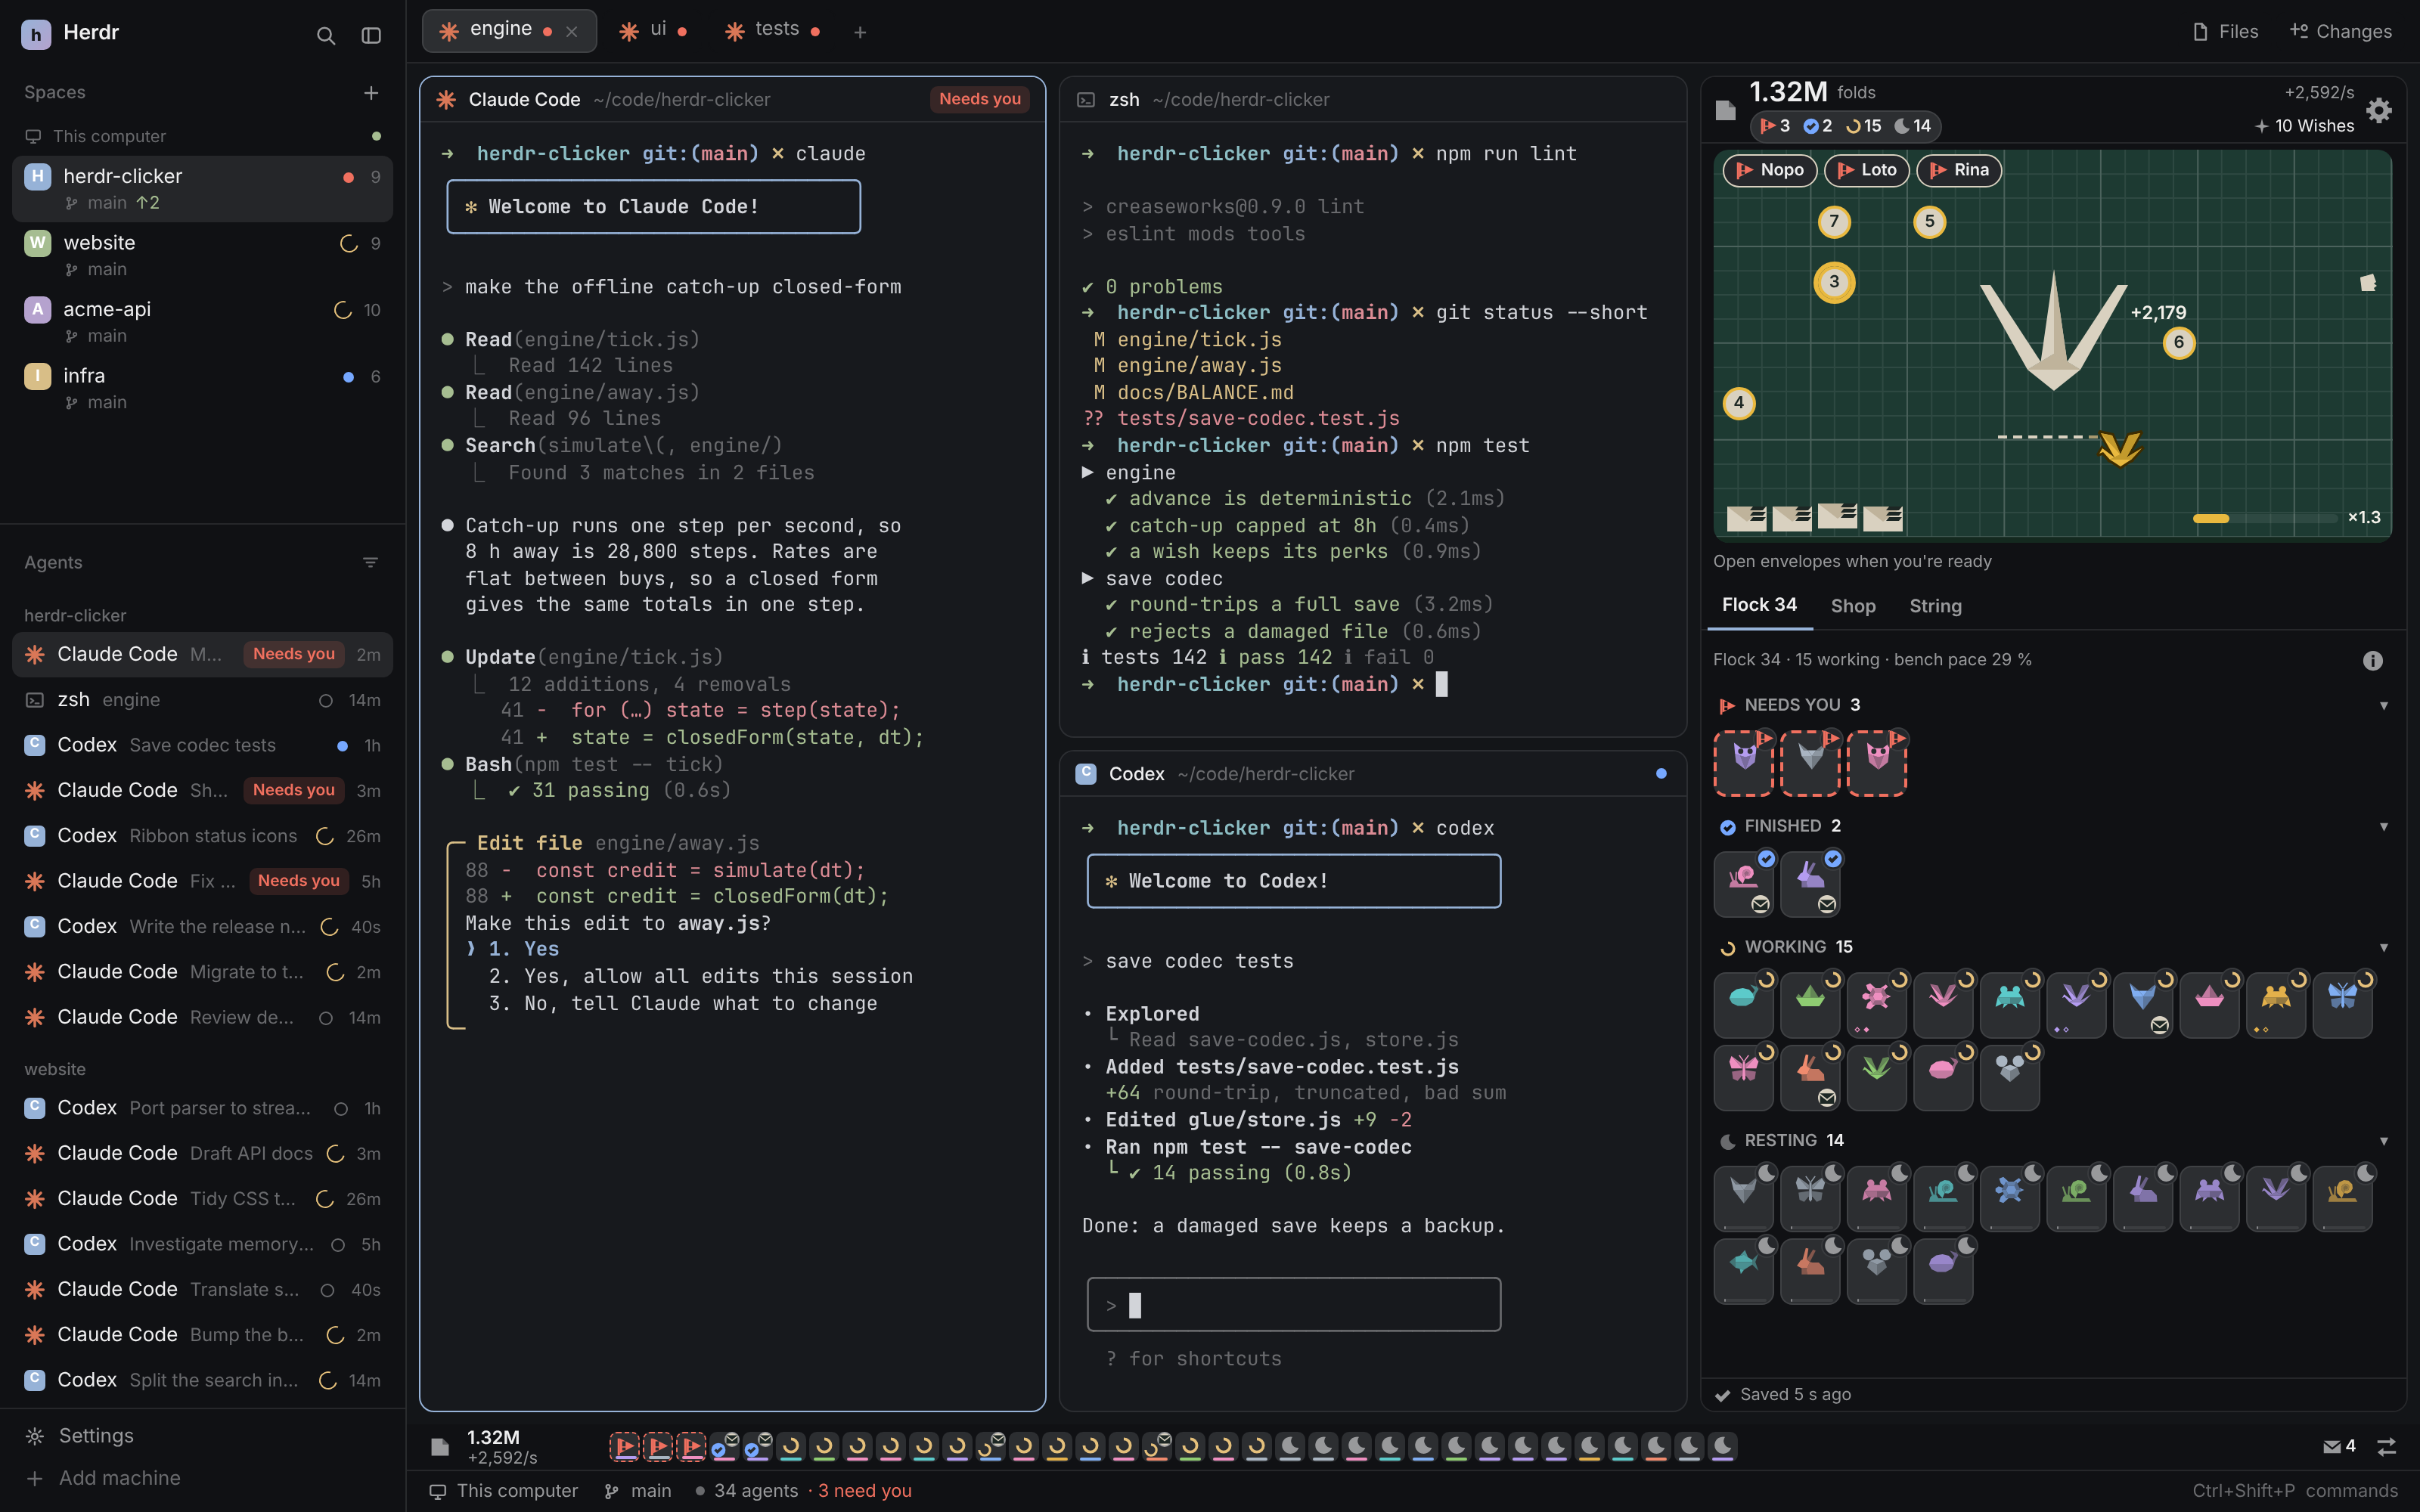 h Herdr
Spaces
This computer
H herdr-clicker 9
main ↑2
W website 9
main
A acme-api 10
main
I infra 6
main
Agents
herdr-clicker
Claude Code M... Needs you 2m
zsh engine 14m
C Codex Save codec tests 1h
Claude Code Sh... Needs you 3m
C Codex Ribbon status icons 26m
Claude Code Fix ... Needs you 5h
C Codex Write the release n... 40s
Claude Code Migrate to t... 2m
Claude Code Review de... 14m
website
C Codex Port parser to strea... 1h
Claude Code Draft API docs 3m
Claude Code Tidy CSS t... 26m
C Codex Investigate memory... 5h
Claude Code Translate s... 40s
Claude Code Bump the b... 2m
C Codex Split the search in... 14m
Settings
+ Add machine
engine ×
ui
tests
+
Files
Changes
Claude Code ~/code/herdr-clicker Needs you
→ herdr-clicker git:(main) × claude
✻ Welcome to Claude Code!
> make the offline catch-up closed-form
● Read(engine/tick.js)
⎿ Read 142 lines
● Read(engine/away.js)
⎿ Read 96 lines
● Search(simulate\(, engine/)
⎿ Found 3 matches in 2 files
● Catch-up runs one step per second, so
8 h away is 28,800 steps. Rates are
flat between buys, so a closed form
gives the same totals in one step.
● Update(engine/tick.js)
⎿ 12 additions, 4 removals
41 - for (…) state = step(state);
41 + state = closedForm(state, dt);
● Bash(npm test -- tick)
⎿ ✔ 31 passing (0.6s)
Edit file engine/away.js
88 - const credit = simulate(dt);
88 + const credit = closedForm(dt);
Make this edit to away.js?
❯ 1. Yes
2. Yes, allow all edits this session
3. No, tell Claude what to change
zsh ~/code/herdr-clicker
→ herdr-clicker git:(main) × npm run lint
> creaseworks@0.9.0 lint
> eslint mods tools
✔ 0 problems
→ herdr-clicker git:(main) × git status --short
M engine/tick.js
M engine/away.js
M docs/BALANCE.md
?? tests/save-codec.test.js
→ herdr-clicker git:(main) × npm test
▶ engine
✔ advance is deterministic (2.1ms)
✔ catch-up capped at 8h (0.4ms)
✔ a wish keeps its perks (0.9ms)
▶ save codec
✔ round-trips a full save (3.2ms)
✔ rejects a damaged file (0.6ms)
ℹ tests 142 ℹ pass 142 ℹ fail 0
→ herdr-clicker git:(main) ×
C Codex ~/code/herdr-clicker
→ herdr-clicker git:(main) × codex
✻ Welcome to Codex!
> save codec tests
• Explored
└ Read save-codec.js, store.js
• Added tests/save-codec.test.js
+64 round-trip, truncated, bad sum
• Edited glue/store.js +9 -2
• Ran npm test -- save-codec
└ ✔ 14 passing (0.8s)
Done: a damaged save keeps a backup.
>
? for shortcuts
1.32M folds +2,592/s
3 2 15 14 10 Wishes
Nopo Loto Rina
7 5
3
+2,179
6
4
×1.3
Open envelopes when you're ready
Flock 34 Shop String
Flock 34 · 15 working · bench pace 29 %
NEEDS YOU 3
FINISHED 2
WORKING 15
RESTING 14
Saved 5 s ago
1.32M
+2,592/s
4
This computer main 34 agents · 3 need you
Ctrl+Shift+P commands